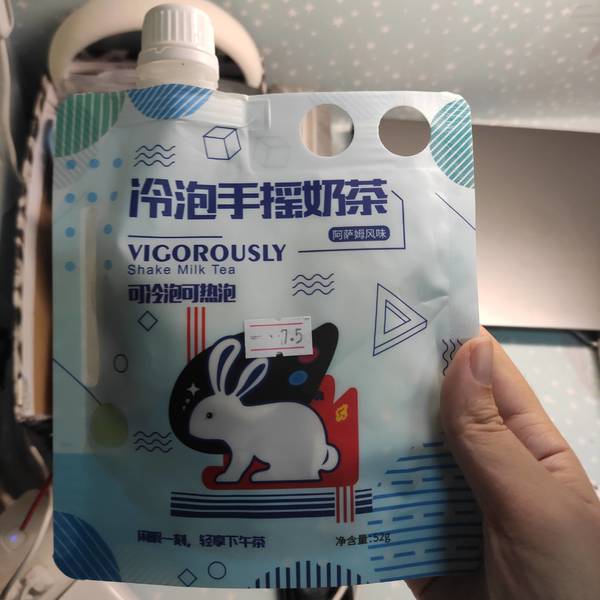 冷泡手摇奶茶
阿萨姆风味
VIGOROUSLY
Shake Milk Tea
可冷泡可热泡
7.5
闲暇一刻，轻享下午茶
净含量:52g